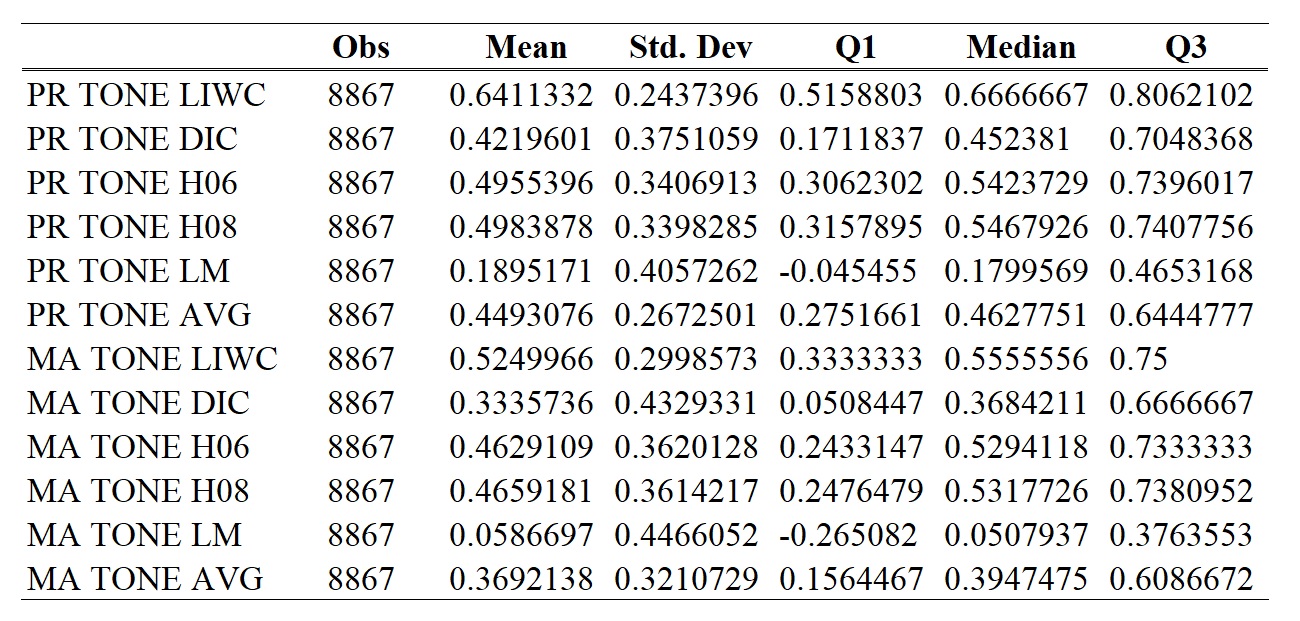 Obs Mean Std. Dev Q1 Median Q3
PR TONE LIWC 8867 0.6411332 0.2437396 0.5158803 0.6666667 0.8062102
PR TONE DIC 8867 0.4219601 0.3751059 0.1711837 0.452381 0.7048368
PR TONE H06 8867 0.4955396 0.3406913 0.3062302 0.5423729 0.7396017
PR TONE H08 8867 0.4983878 0.3398285 0.3157895 0.5467926 0.7407756
PR TONE LM 8867 0.1895171 0.4057262 -0.045455 0.1799569 0.4653168
PR TONE AVG 8867 0.4493076 0.2672501 0.2751661 0.4627751 0.6444777
MA TONE LIWC 8867 0.5249966 0.2998573 0.3333333 0.5555556 0.75
MA TONE DIC 8867 0.3335736 0.4329331 0.0508447 0.3684211 0.6666667
MA TONE H06 8867 0.4629109 0.3620128 0.2433147 0.5294118 0.7333333
MA TONE H08 8867 0.4659181 0.3614217 0.2476479 0.5317726 0.7380952
MA TONE LM 8867 0.0586697 0.4466052 -0.265082 0.0507937 0.3763553
MA TONE AVG 8867 0.3692138 0.3210729 0.1564467 0.3947475 0.6086672